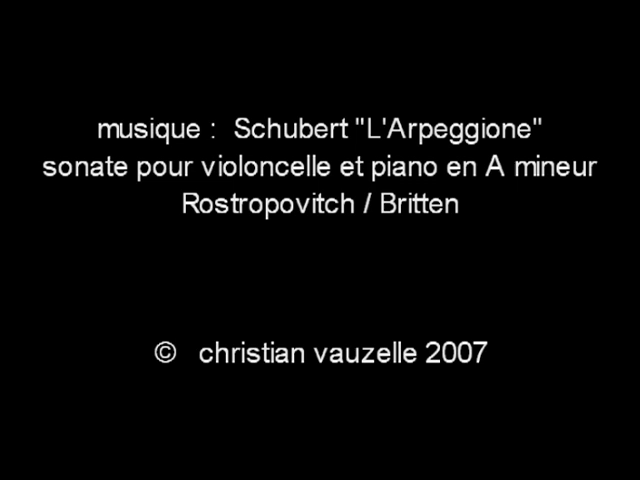 musique :  Schubert "L'Arpeggione"
sonate pour violoncelle et piano en A mineur
Rostropovitch / Britten
©   christian vauzelle 2007